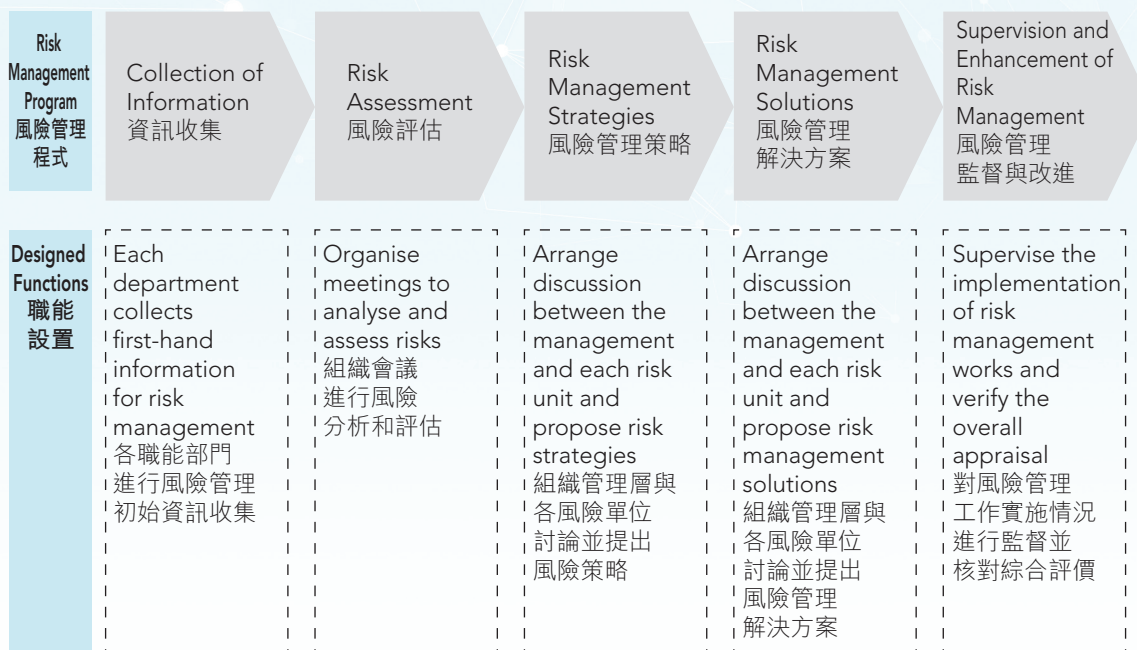 Risk
Management
Program
風險管理
程式
Collection of
Information
資訊收集
Risk
Assessment
風險評估
Risk
Management
Strategies
風險管理策略
Risk
Management
Solutions
風險管理
解決方案
Supervision and
Enhancement of
Risk
Management
風險管理
監督與改進
Designed
Functions
職能
設置
Each
department
collects
first-hand
information
for risk
management
各職能部門
進行風險管理
初始資訊收集
Organise
meetings to
analyse and
assess risks
組織會議
進行風險
分析和評估
Arrange
discussion
between the
management
and each risk
unit and
propose risk
strategies
組織管理層與
各風險單位
討論並提出
風險策略
Arrange
discussion
between the
management
and each risk
unit and
propose risk
management
solutions
組織管理層與
各風險單位
討論並提出
風險管理
解決方案
Supervise the
implementation
of risk
management
works and
verify the
overall
appraisal
對風險管理
工作實施情況
進行監督並
核對綜合評價